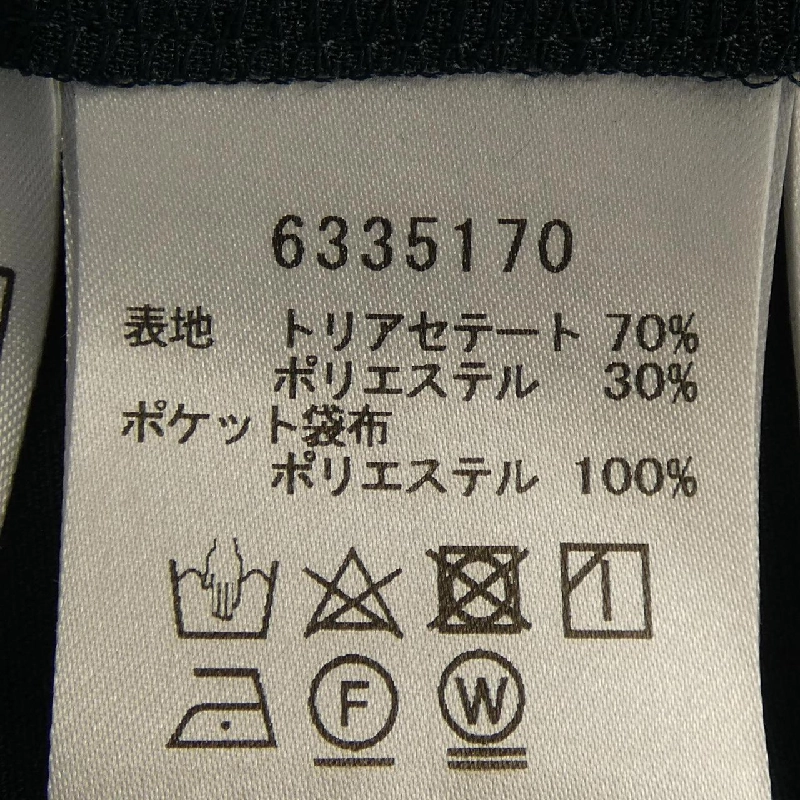 6335170
表地 トリアセテート 70%
ポリエステル 30%
ポケット袋布
ポリエステル 100%
F W